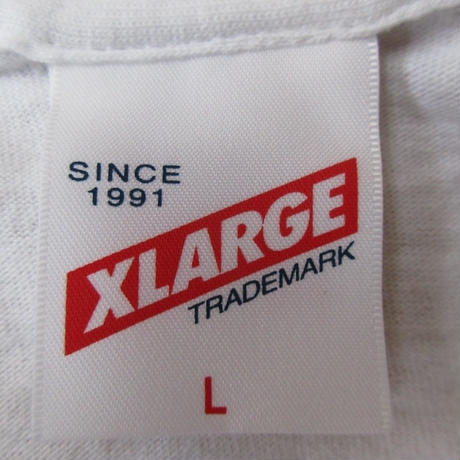 SINCE
1991
XLARGE
TRADEMARK
L